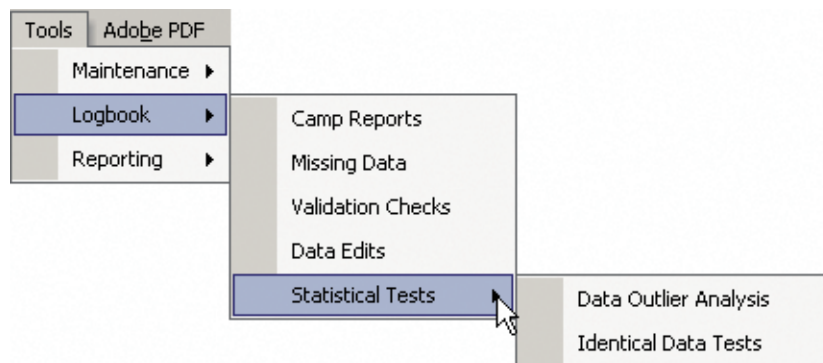 Tools Adobe PDF
Maintenance
Logbook
Reporting
Camp Reports
Missing Data
Validation Checks
Data Edits
Statistical Tests
Data Outlier Analysis
Identical Data Tests